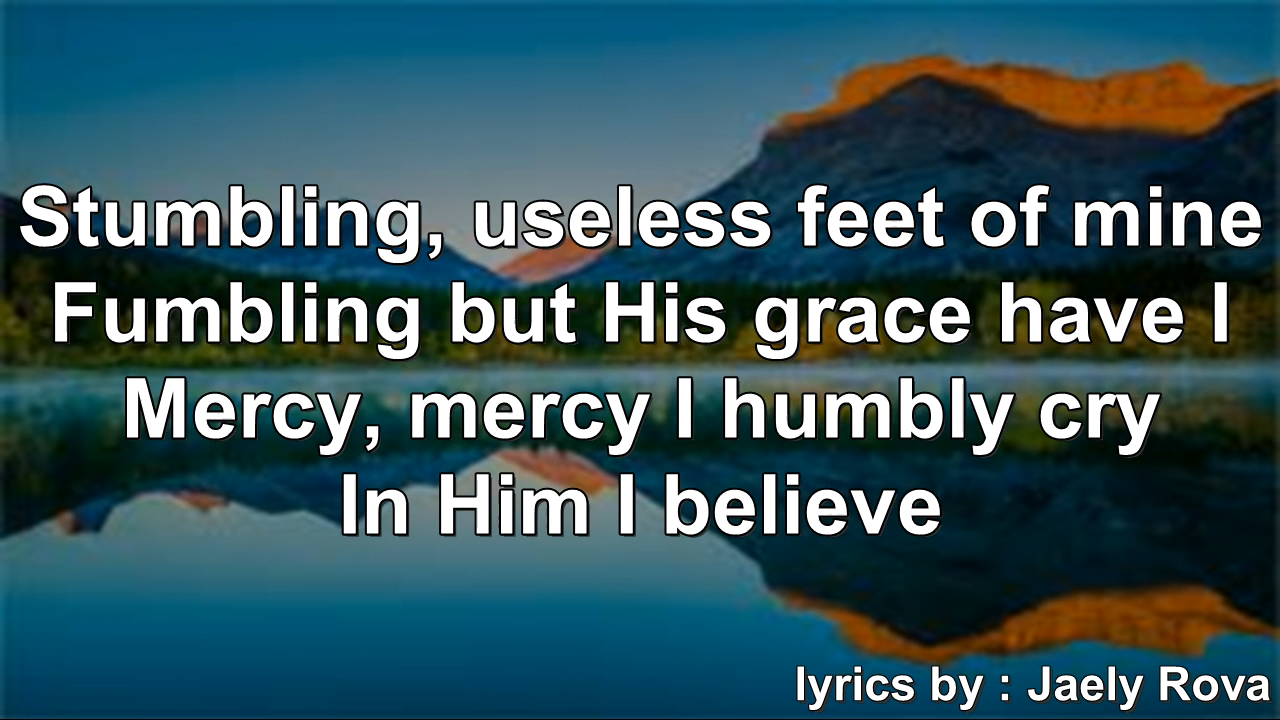 Stumbling, useless feet of mine
Fumbling but His grace have I
Mercy, mercy I humbly cry
In Him I believe
lyrics by : Jaely Rova